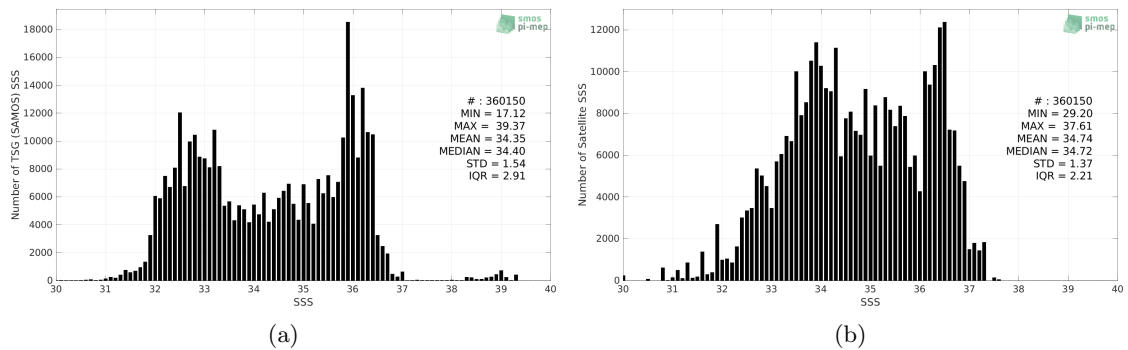 smos
pi-mep
Number of TSG (SAMOS) SSS
18000
16000
14000
12000
10000
8000
6000
4000
2000
0
# : 360150
MIN = 17.12
MAX = 39.37
MEAN = 34.35
MEDIAN = 34.40
STD = 1.54
IQR = 2.91
30 31 32 33 34 35 36 37 38 39 40
SSS
(a)
smos
pi-mep
Number of Satellite SSS
12000
10000
8000
6000
4000
2000
0
# : 360150
MIN = 29.20
MAX = 37.61
MEAN = 34.74
MEDIAN = 34.72
STD = 1.37
IQR = 2.21
30 31 32 33 34 35 36 37 38 39 40
SSS
(b)